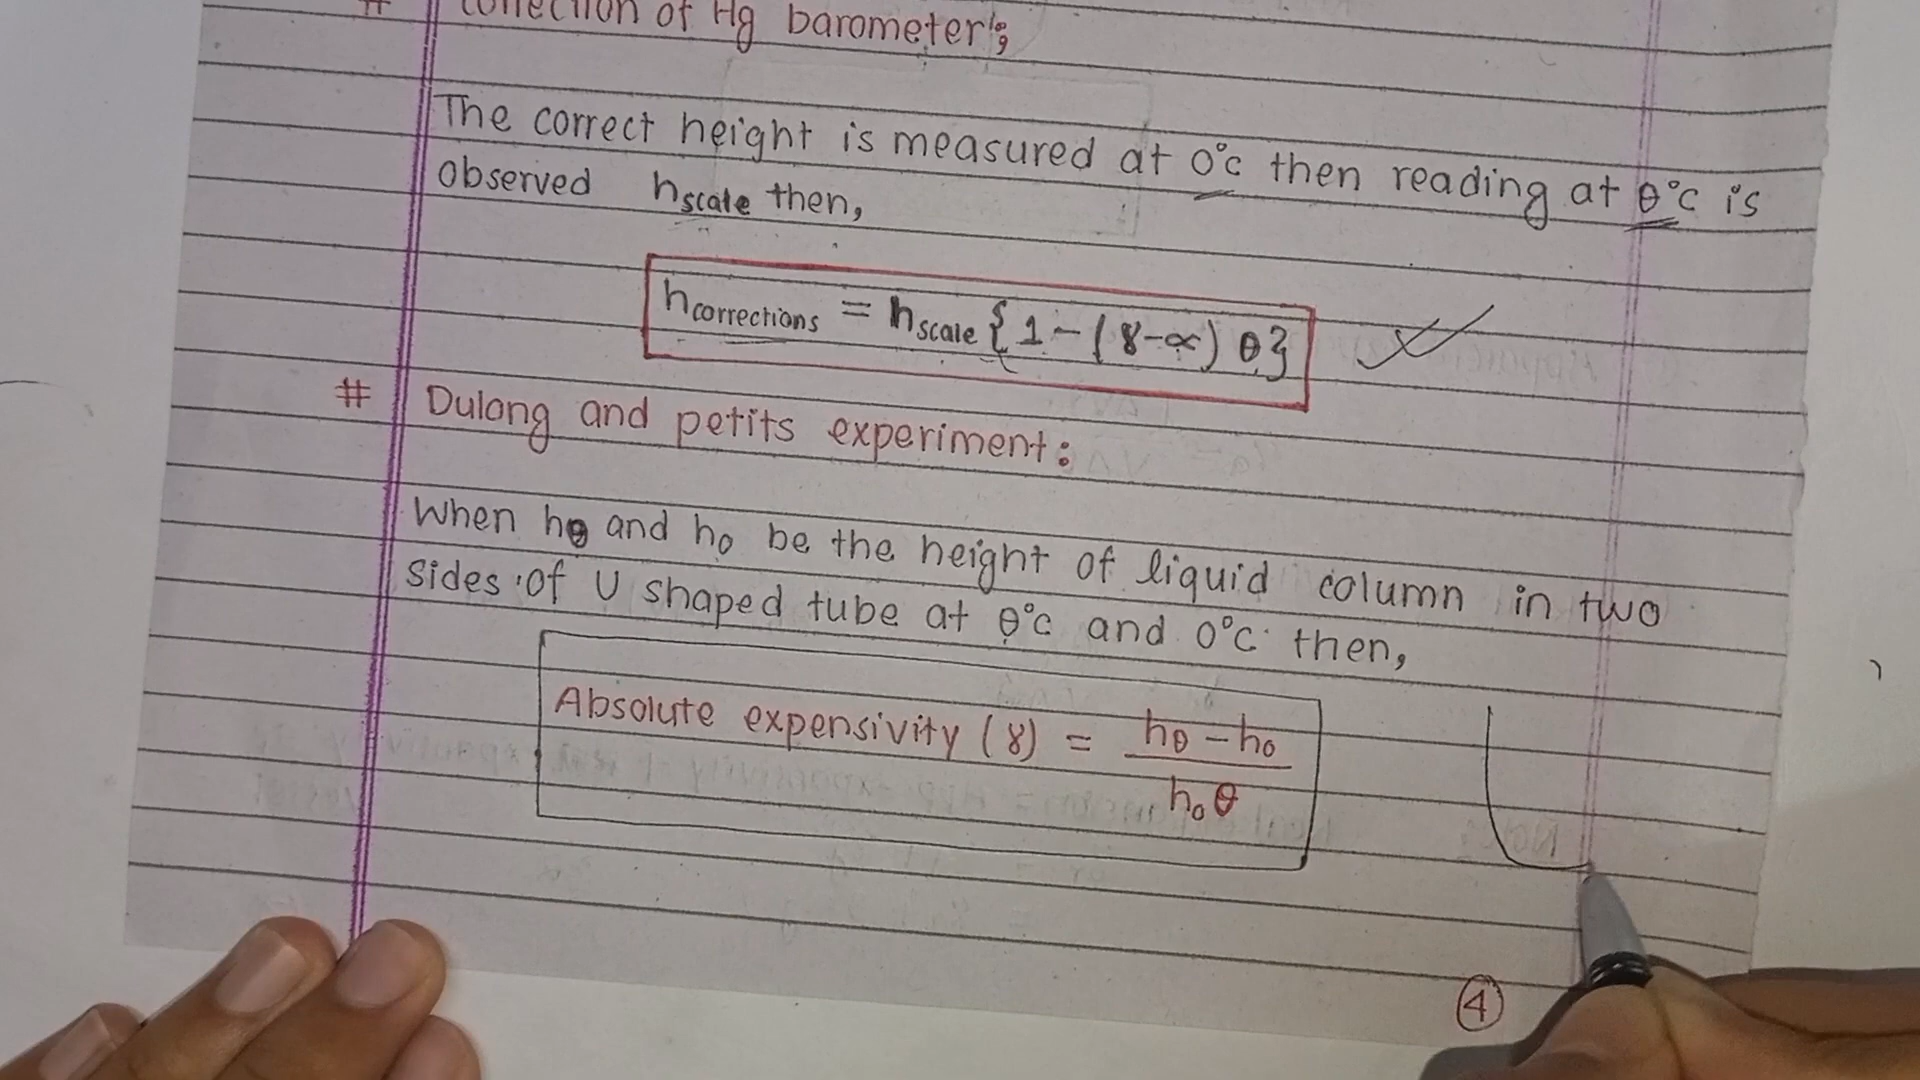 # Correction of Hg barometer:
The correct height is measured at 0°C then reading at θ°C is
observed hscale then,
hcorrections = hscale {1-(γ-α) θ}
# Dulong and petits experiment:
When hθ and h₀ be the height of liquid column in two
sides of U shaped tube at θ°C and 0°C then,
Absolute expensivity (γ) = hθ - h₀ / h₀θ
4